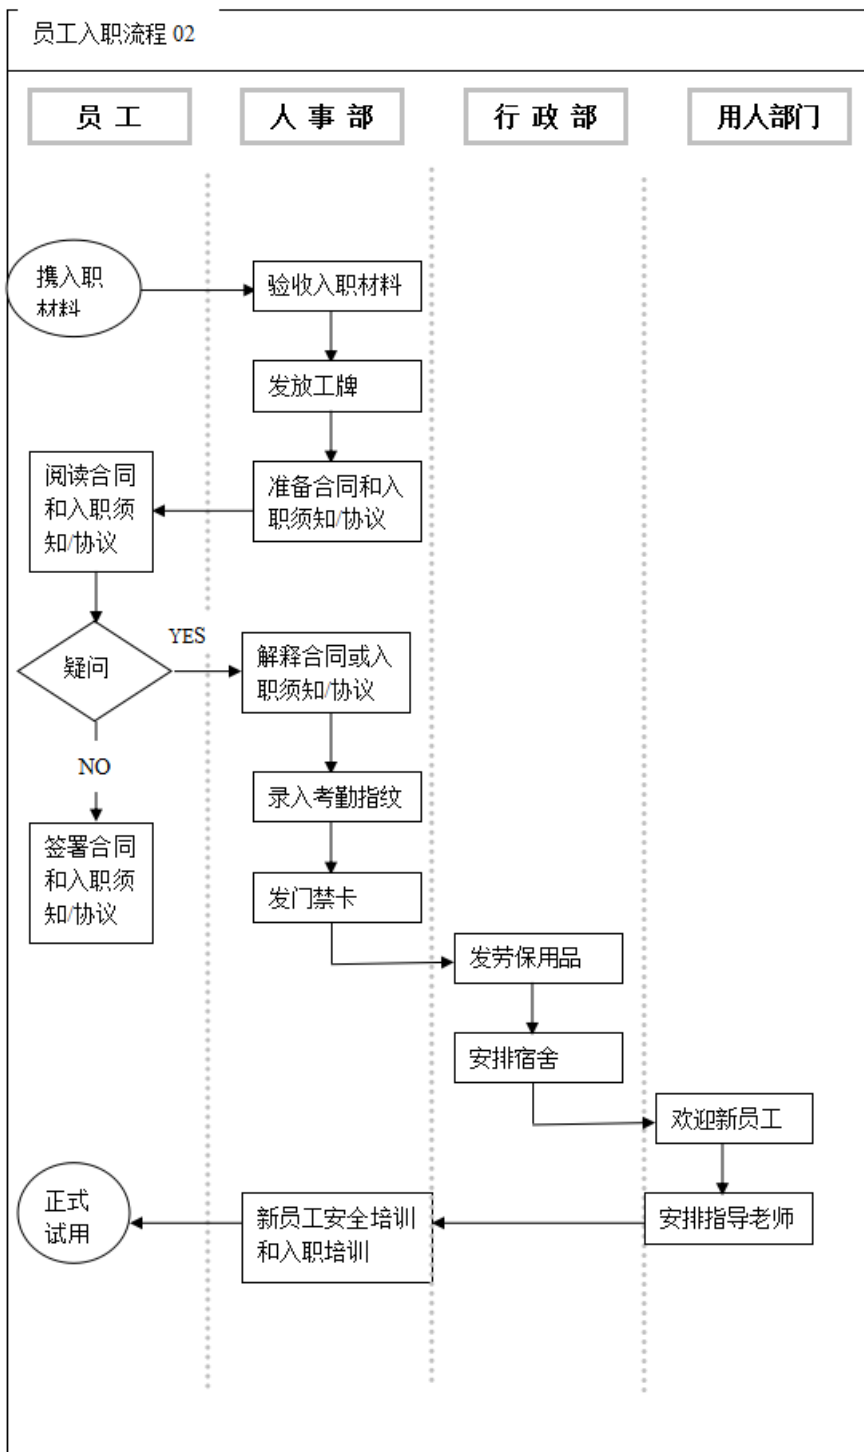 员工入职流程 02
员 工
人 事 部
行 政 部
用人部门
携入职
材料
验收入职材料
发放工牌
阅读合同
和入职须
知/协议
准备合同和入
职须知/协议
疑问
YES
解释合同或入
职须知/协议
NO
录入考勤指纹
签署合同
和入职须
知/协议
发门禁卡
发劳保用品
安排宿舍
欢迎新员工
正式
试用
新员工安全培训
和入职培训
安排指导老师